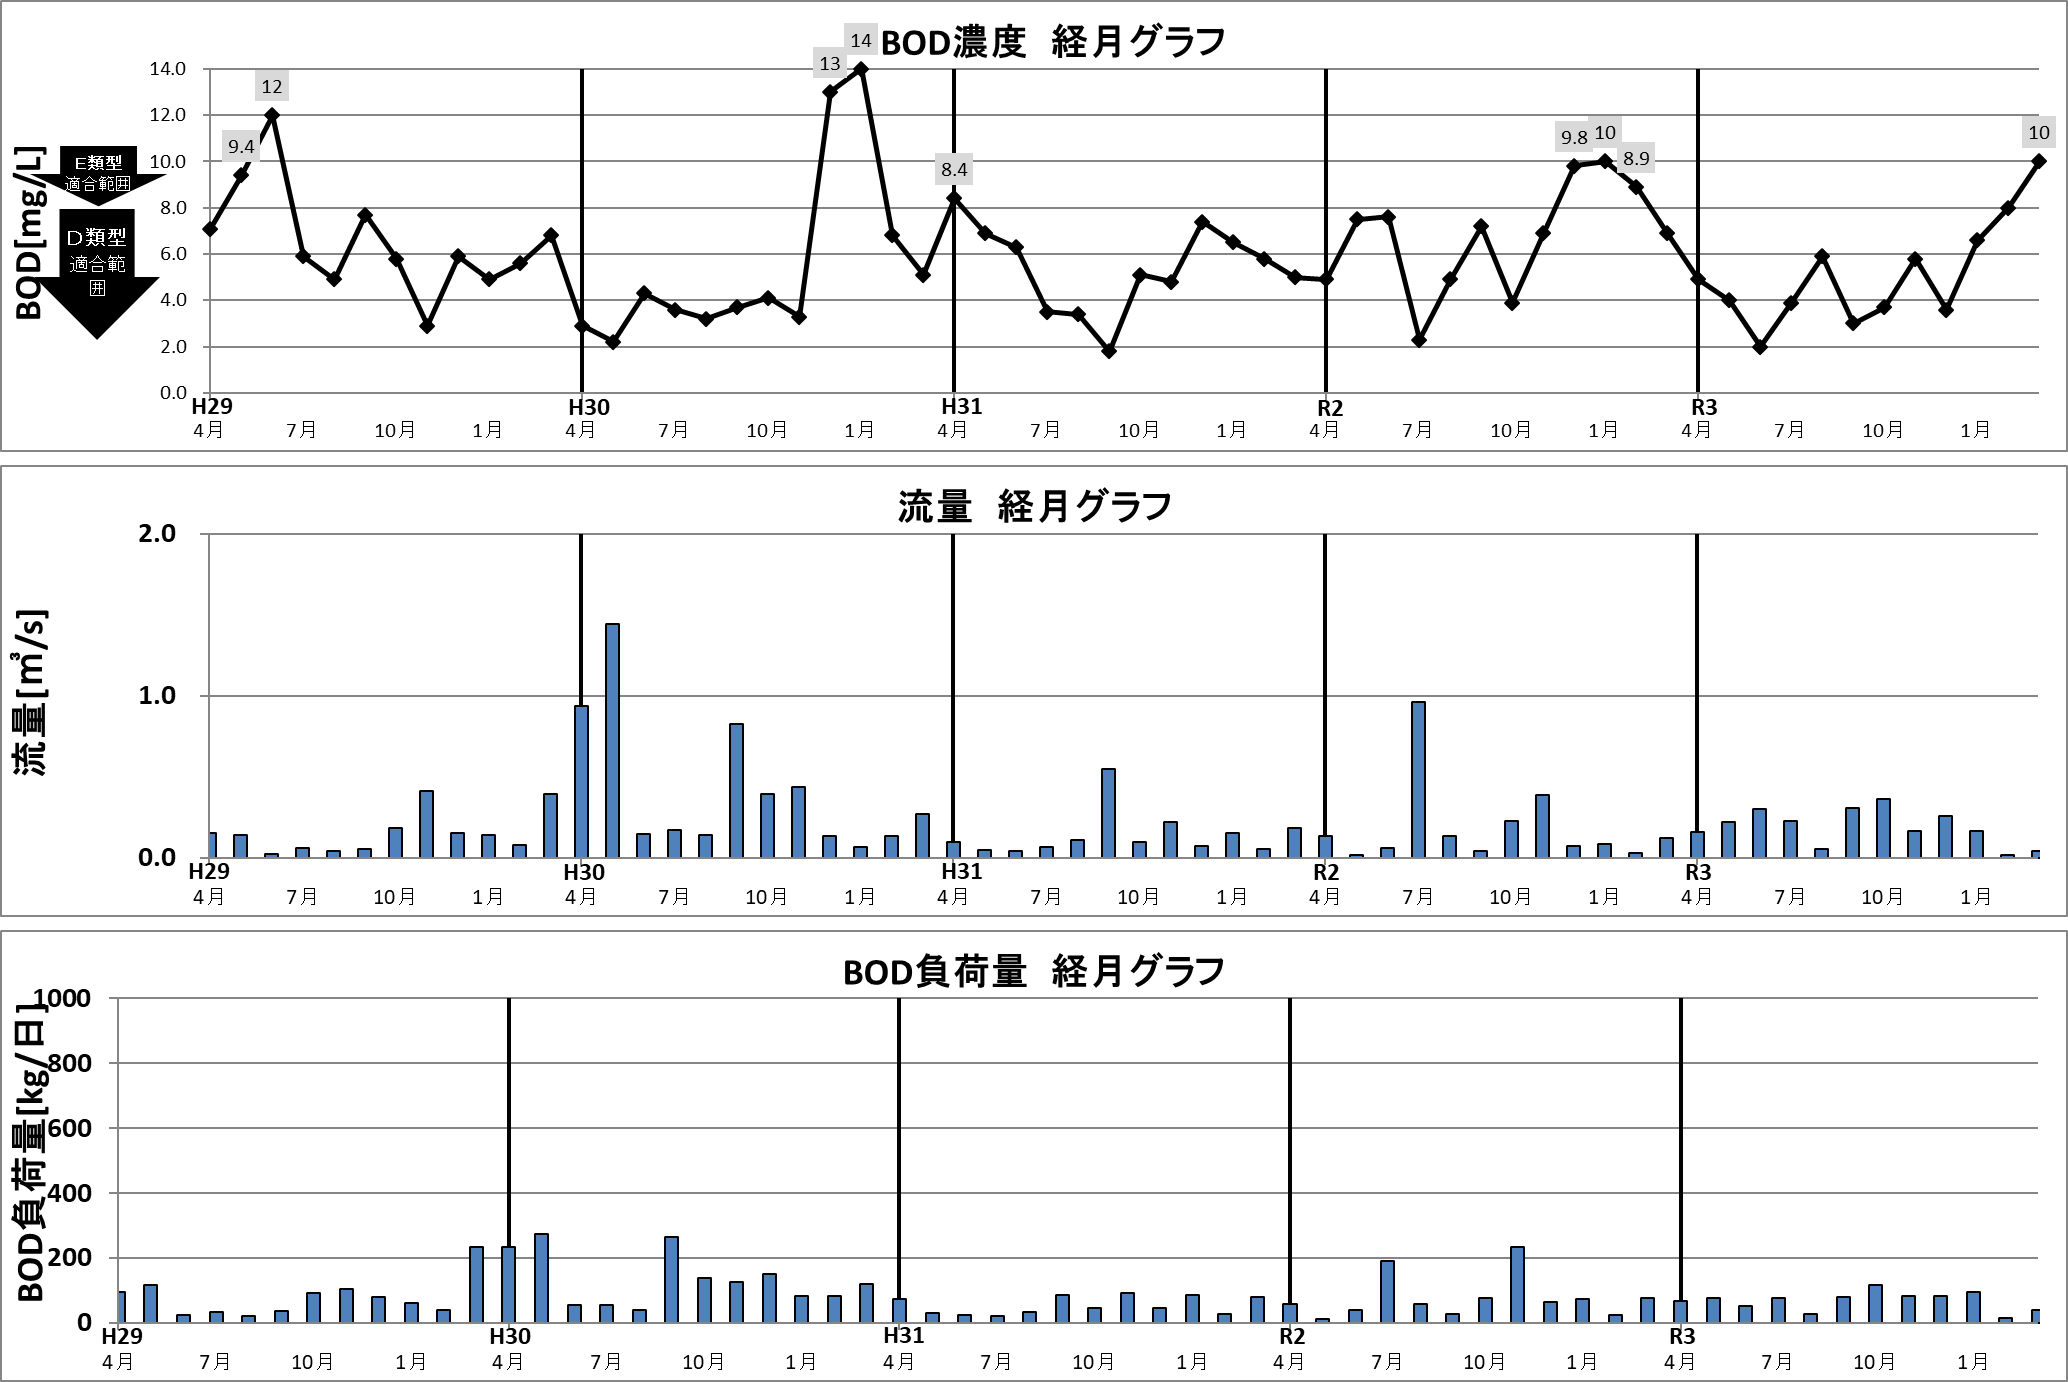 BOD濃度　経月グラフ
BOD[mg/L]
E類型
適合範囲
D類型
適合範
囲
14.0
12.0
10.0
8.0
6.0
4.0
2.0
0.0
9.4
12
13
14
8.4
9.8
10
8.9
10
H29 H30 H31 R2 R3
4月 7月 10月 1月 4月 7月 10月 1月 4月 7月 10月 1月 4月 7月 10月 1月 4月 7月 10月 1月
流量　経月グラフ
流量[㎥/s]
2.0
1.0
0.0
H29 H30 H31 R2 R3
4月 7月 10月 1月 4月 7月 10月 1月 4月 7月 10月 1月 4月 7月 10月 1月 4月 7月 10月 1月
BOD負荷量　経月グラフ
BOD負荷量[kg/日]
1000
800
600
400
200
0
H29 H30 H31 R2 R3
4月 7月 10月 1月 4月 7月 10月 1月 4月 7月 10月 1月 4月 7月 10月 1月 4月 7月 10月 1月